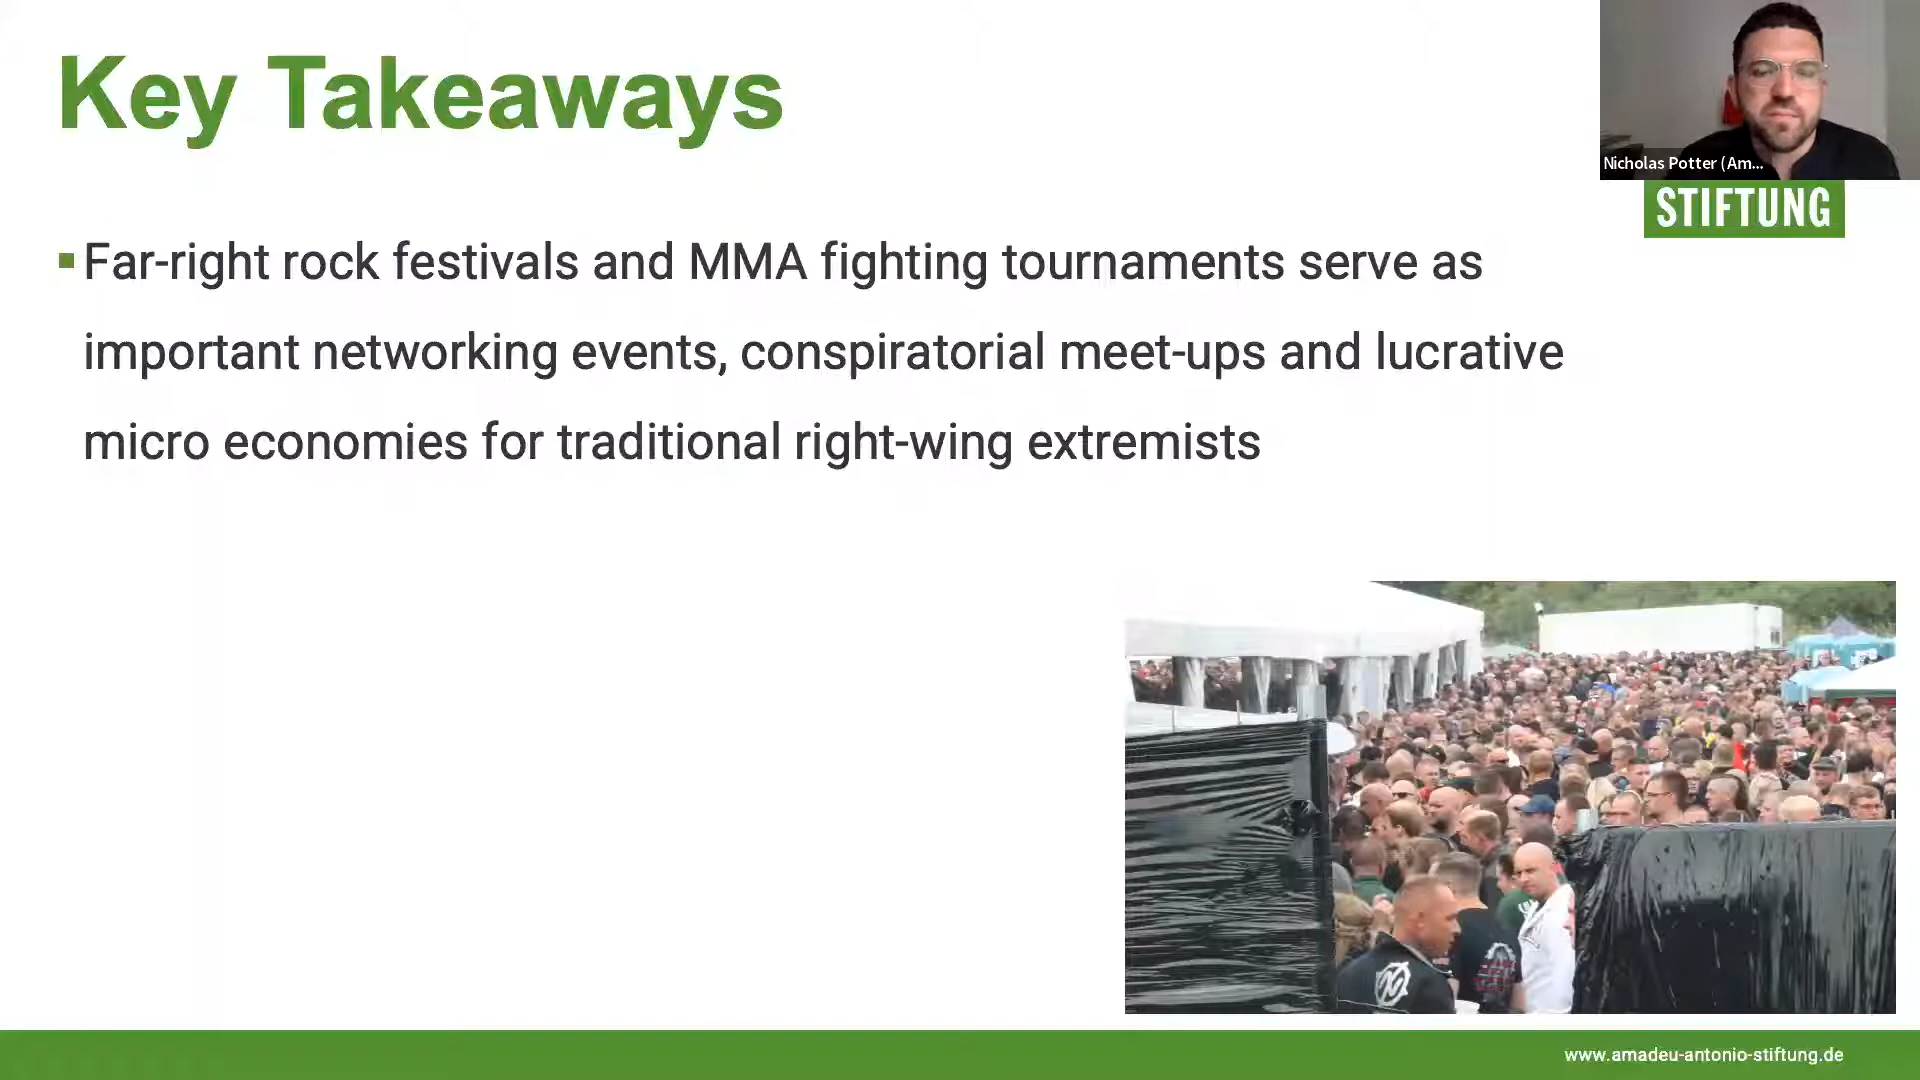 Key Takeaways
Nicholas Potter (Am...
STIFTUNG
Far-right rock festivals and MMA fighting tournaments serve as
important networking events, conspiratorial meet-ups and lucrative
micro economies for traditional right-wing extremists
www.amadeu-antonio-stiftung.de